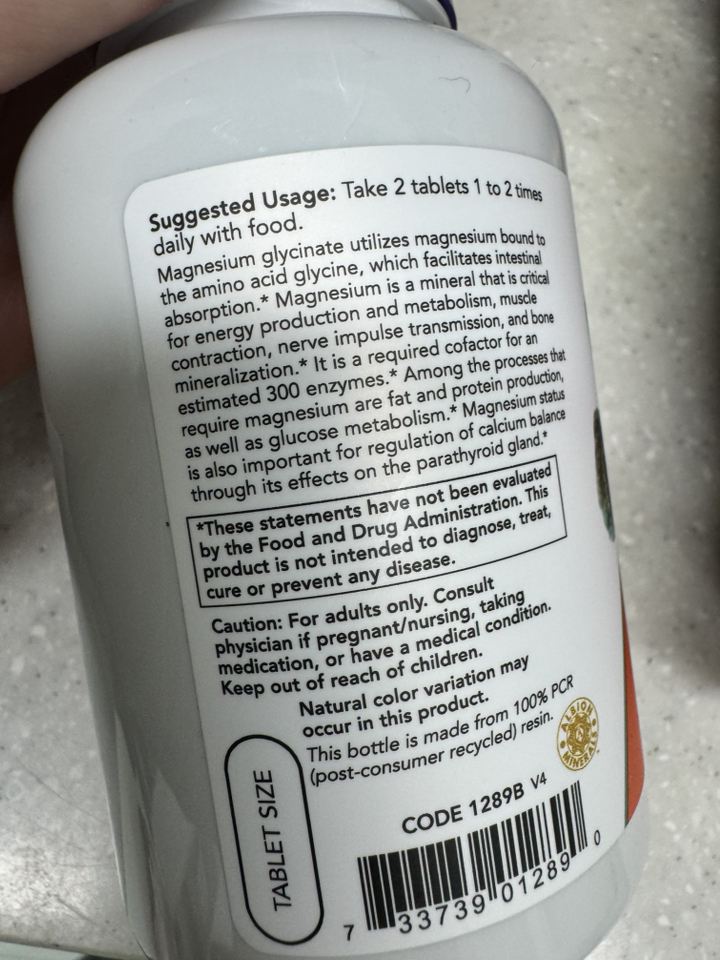 Suggested Usage: Take 2 tablets 1 to 2 times
daily with food.
Magnesium glycinate utilizes magnesium bound to
the amino acid glycine, which facilitates intestinal
absorption.* Magnesium is a mineral that is critical
for energy production and metabolism, muscle
contraction, nerve impulse transmission, and bone
mineralization.* It is a required cofactor for an
estimated 300 enzymes.* Among the processes that
require magnesium are fat and protein production,
as well as glucose metabolism.* Magnesium status
is also important for regulation of calcium balance
through its effects on the parathyroid gland.*
*These statements have not been evaluated
by the Food and Drug Administration. This
product is not intended to diagnose, treat,
cure or prevent any disease.
Caution: For adults only. Consult
physician if pregnant/nursing, taking
medication, or have a medical condition.
Keep out of reach of children.
Natural color variation may
occur in this product.
This bottle is made from 100% PCR
(post-consumer recycled) resin.
ALBION
MINERALS
TABLET SIZE
CODE 1289B V4
7 33739 01289 0